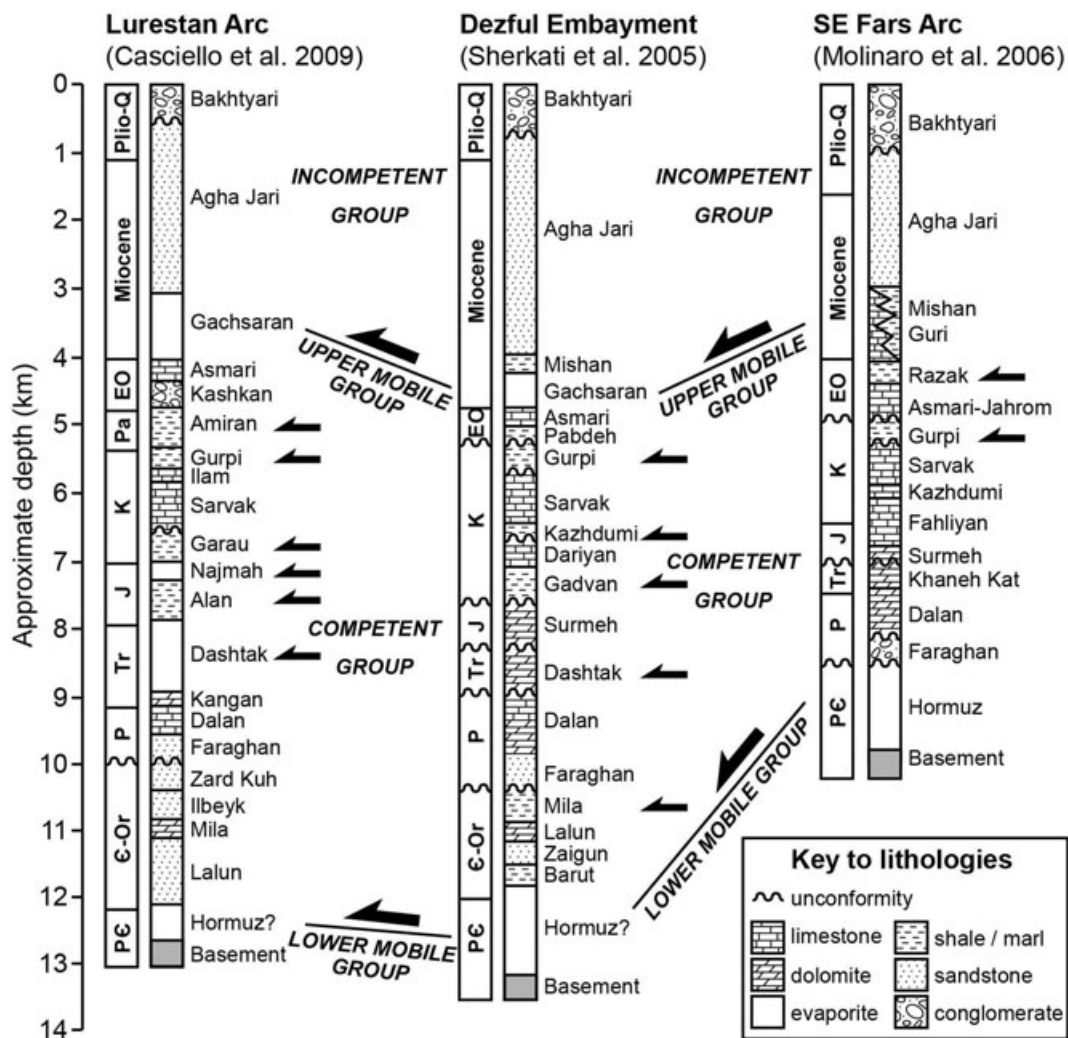 Lurestan Arc
(Casciello et al. 2009)
Dezful Embayment
(Sherkati et al. 2005)
SE Fars Arc
(Molinaro et al. 2006)
Approximate depth (km)
0
1
2
3
4
5
6
7
8
9
10
11
12
13
14
Plio-Q
Miocene
EO
Pa
K
J
Tr
P
Є-Or
PЄ
Bakhtyari
Agha Jari
Gachsaran
Asmari
Kashkan
Amiran
Gurpi
Ilam
Sarvak
Garau
Najmah
Alan
Dashtak
Kangan
Dalan
Faraghan
Zard Kuh
Ilbeyk
Mila
Lalun
Hormuz?
Basement
INCOMPETENT
GROUP
UPPER MOBILE
GROUP
COMPETENT
GROUP
LOWER MOBILE
GROUP
Plio-Q
Miocene
EO
K
J
Tr
P
Є-Or
PЄ
Bakhtyari
Agha Jari
Mishan
Gachsaran
Asmari
Pabdeh
Gurpi
Sarvak
Kazhdumi
Dariyan
Gadvan
Surmeh
Dashtak
Dalan
Faraghan
Mila
Lalun
Zaigun
Barut
Hormuz?
Basement
INCOMPETENT
GROUP
UPPER MOBILE
GROUP
COMPETENT
GROUP
LOWER MOBILE GROUP
Plio-Q
Miocene
EO
K
J
Tr
P
PЄ
Bakhtyari
Agha Jari
Mishan
Guri
Razak
Asmari-Jahrom
Gurpi
Sarvak
Kazhdumi
Fahliyan
Surmeh
Khaneh Kat
Dalan
Faraghan
Hormuz
Basement
Key to lithologies
unconformity
limestone
shale / marl
dolomite
sandstone
evaporite
conglomerate